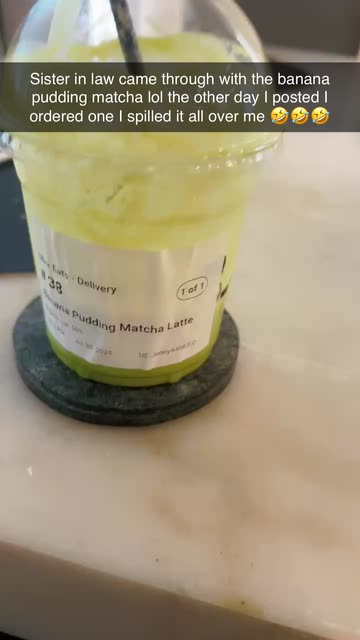 Sister in law came through with the banana
pudding matcha lol the other day I posted I
ordered one I spilled it all over me 🤣🤣🤣
Eats - Delivery
38
1 of 1
Banana Pudding Matcha Latte